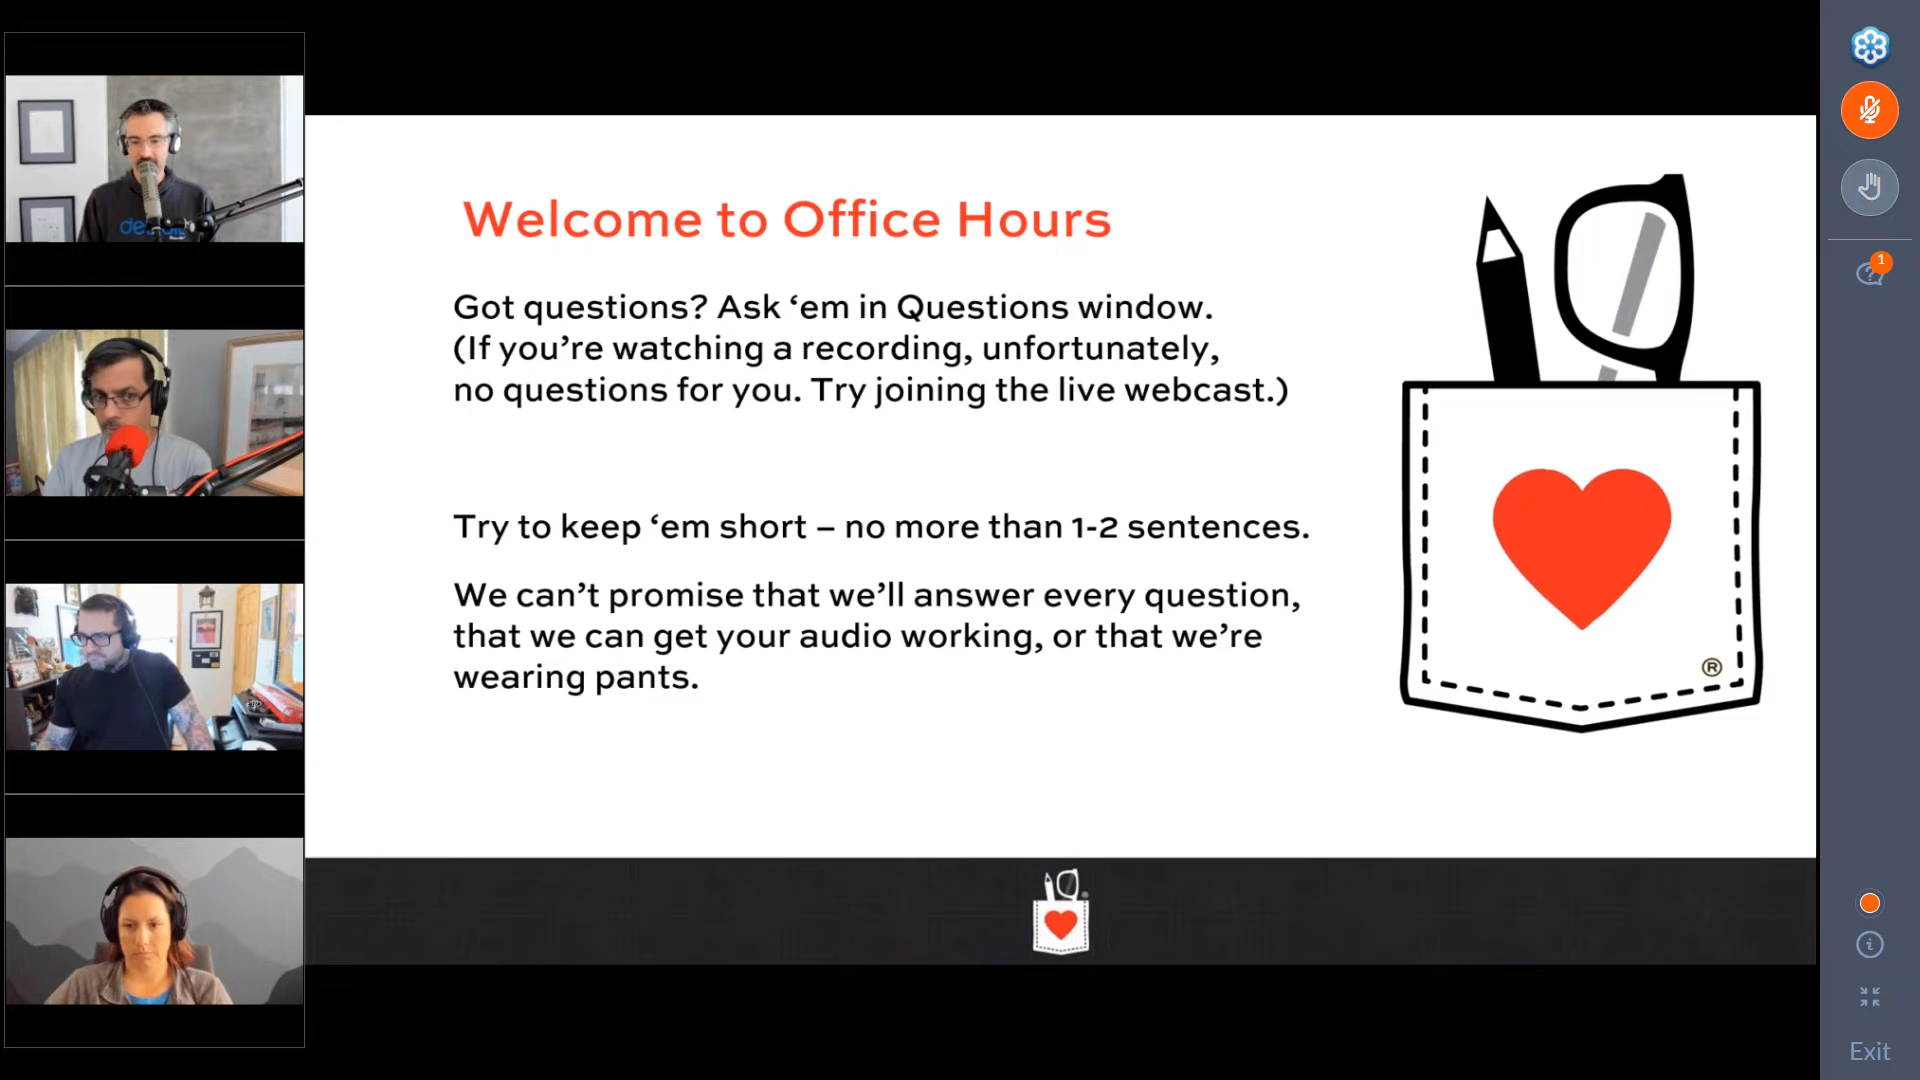 Welcome to Office Hours
Got questions? Ask ‘em in Questions window.
(If you’re watching a recording, unfortunately,
no questions for you. Try joining the live webcast.)
Try to keep ‘em short – no more than 1-2 sentences.
We can’t promise that we’ll answer every question,
that we can get your audio working, or that we’re
wearing pants.
®
1
Exit